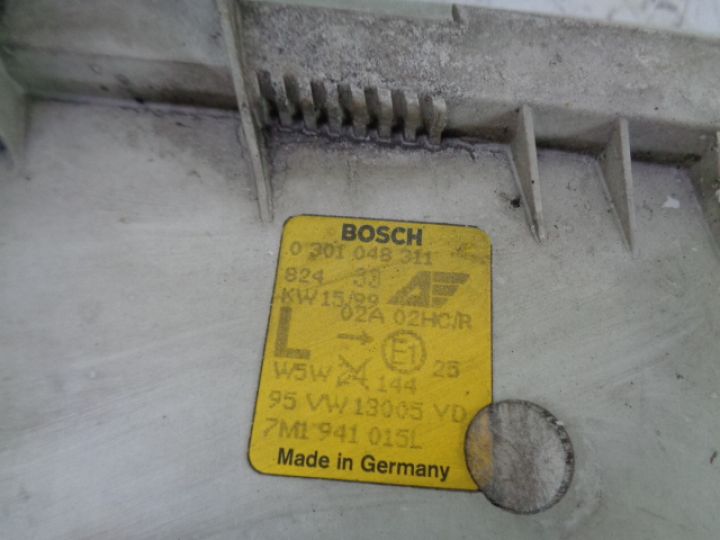 BOSCH
0 301 048 311
824 33
KW 15/99
02A 02HC/R
L → E1 25
W5W 144
95 VW 13005 VD
7M1 941 015L
Made in Germany